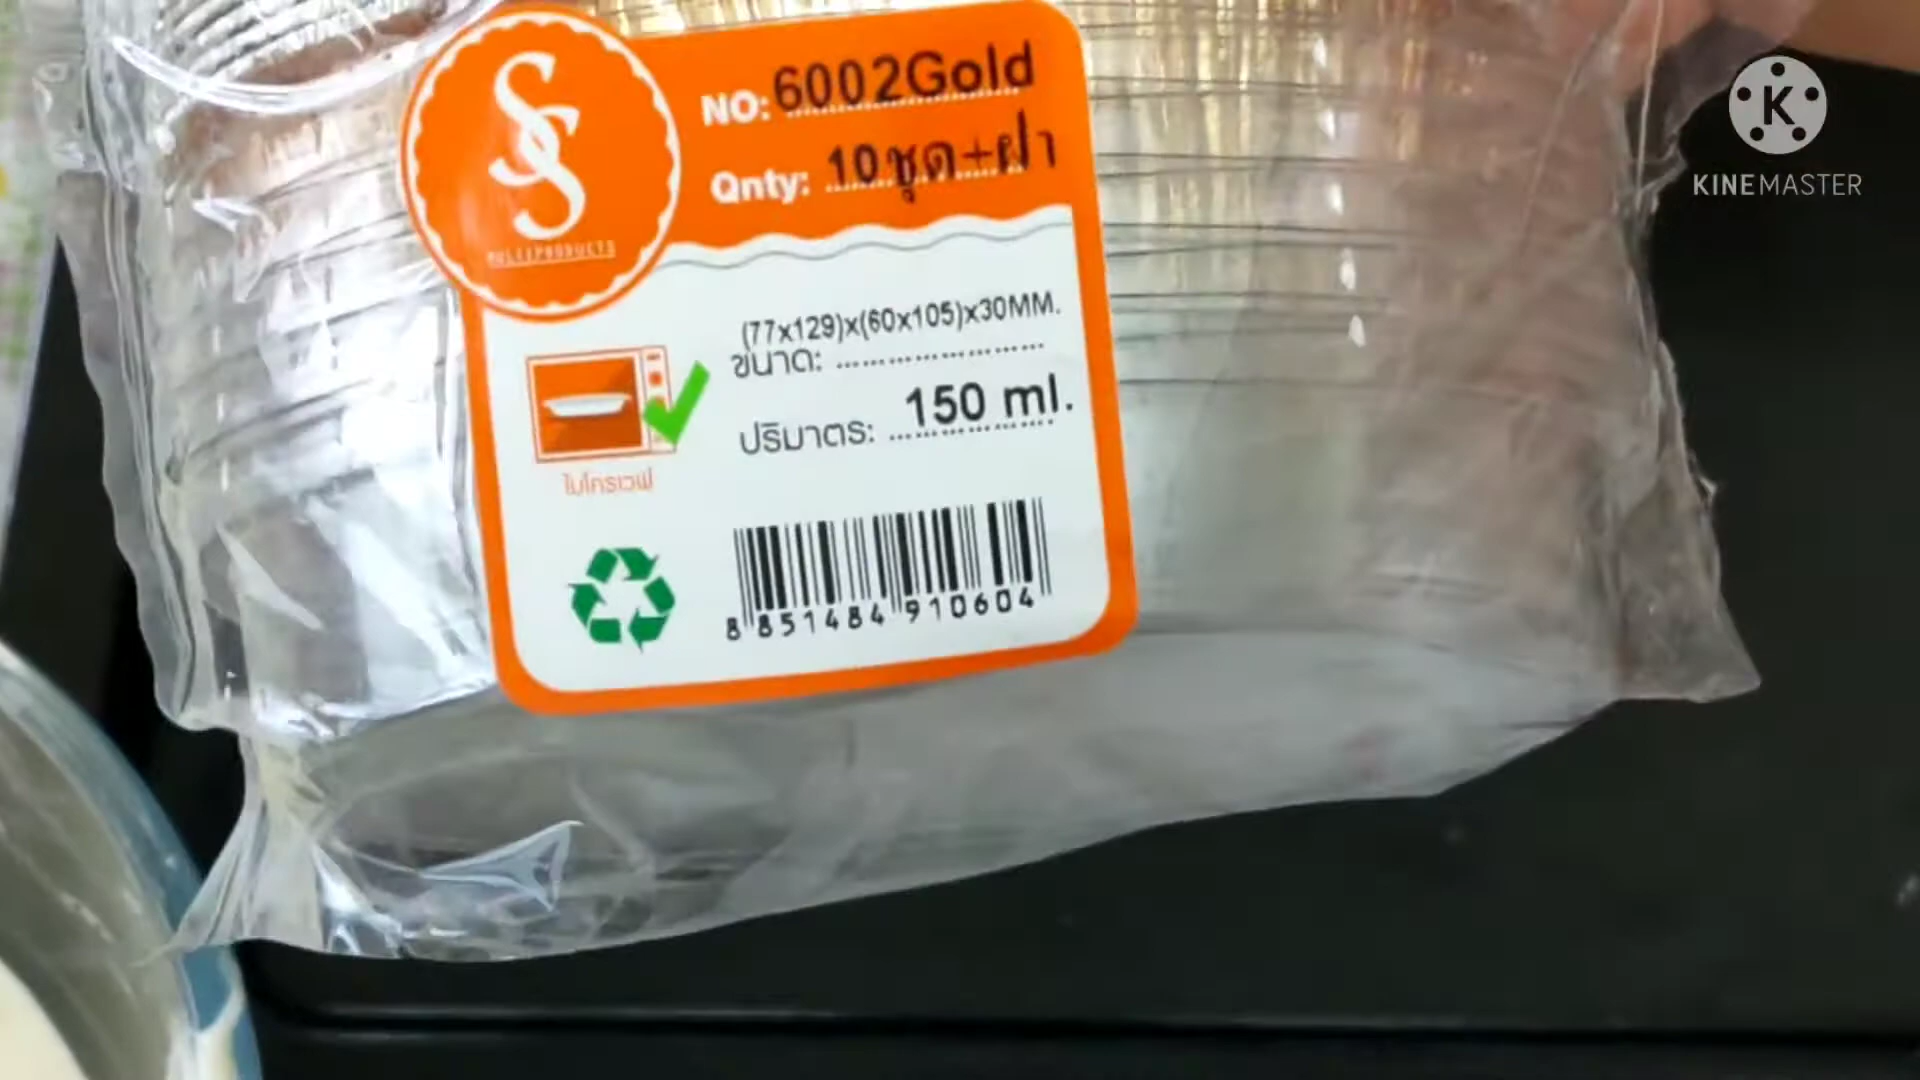 SS
NO: 6002Gold
Qnty: 10ชุด+ฝา
(77x129)x(60x105)x30MM.
ขนาด:
ปริมาตร: 150 ml.
ไมโครเวฟ
8 851484 910604
K
KINEMASTER